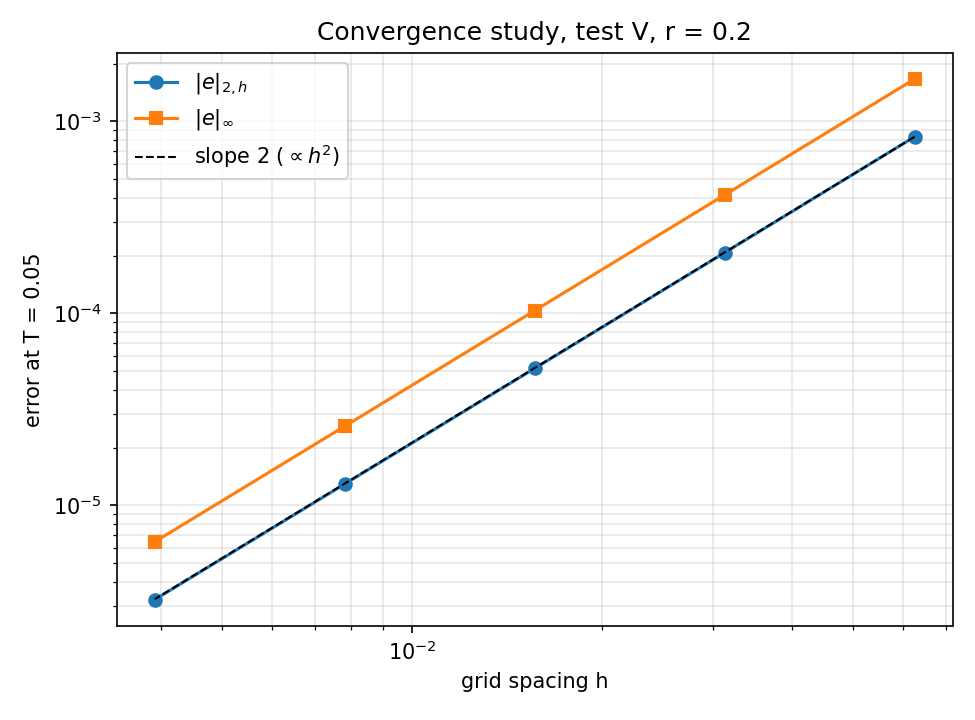 Convergence study, test V, r = 0.2
|e|₂,ₕ
|e|∞
slope 2 (∝h²)
error at T = 0.05
10⁻³
10⁻⁴
10⁻⁵
10⁻²
grid spacing h